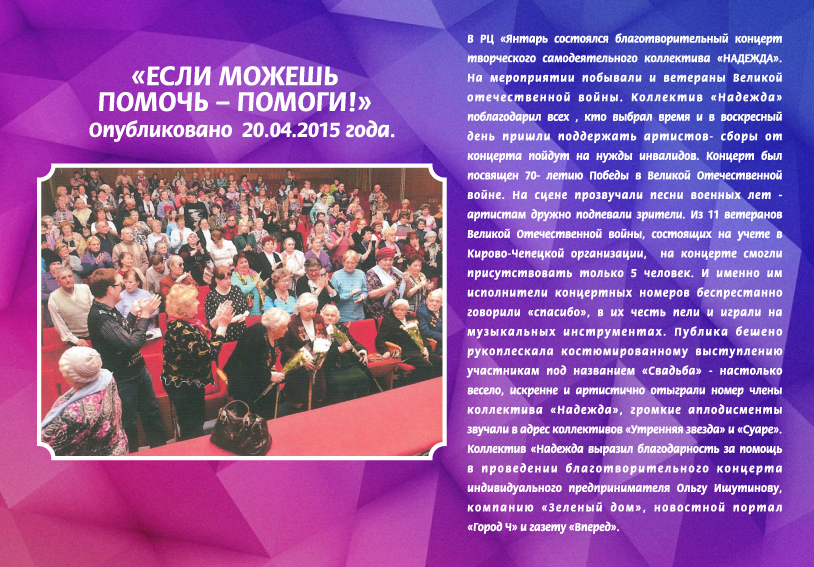 «ЕСЛИ МОЖЕШЬ
ПОМОЧЬ – ПОМОГИ!»
Опубликовано 20.04.2015 года.
В РЦ «Янтарь состоялся благотворительный концерт
творческого самодеятельного коллектива «НАДЕЖДА».
На мероприятии побывали и ветераны Великой
отечественной войны. Коллектив «Надежда»
поблагодарил всех , кто выбрал время и в воскресный
день пришли поддержать артистов- сборы от
концерта пойдут на нужды инвалидов. Концерт был
посвящен 70- летию Победы в Великой Отечественной
войне. На сцене прозвучали песни военных лет -
артистам дружно подпевали зрители. Из 11 ветеранов
Великой Отечественной войны, состоящих на учете в
Кирово-Чепецкой организации, на концерте смогли
присутствовать только 5 человек. И именно им
исполнители концертных номеров беспрестанно
говорили «спасибо», в их честь пели и играли на
музыкальных инструментах. Публика бешено
рукоплескала костюмированному выступлению
участникам под названием «Свадьба» - настолько
весело, искренне и артистично отыграли номер члены
коллектива «Надежда», громкие аплодисменты
звучали в адрес коллективов «Утренняя звезда» и «Суаре».
Коллектив «Надежда выразил благодарность за помощь
в проведении благотворительного концерта
индивидуального предпринимателя Ольгу Ишутинову,
компанию «Зеленый дом», новостной портал
«Город Ч» и газету «Вперед».